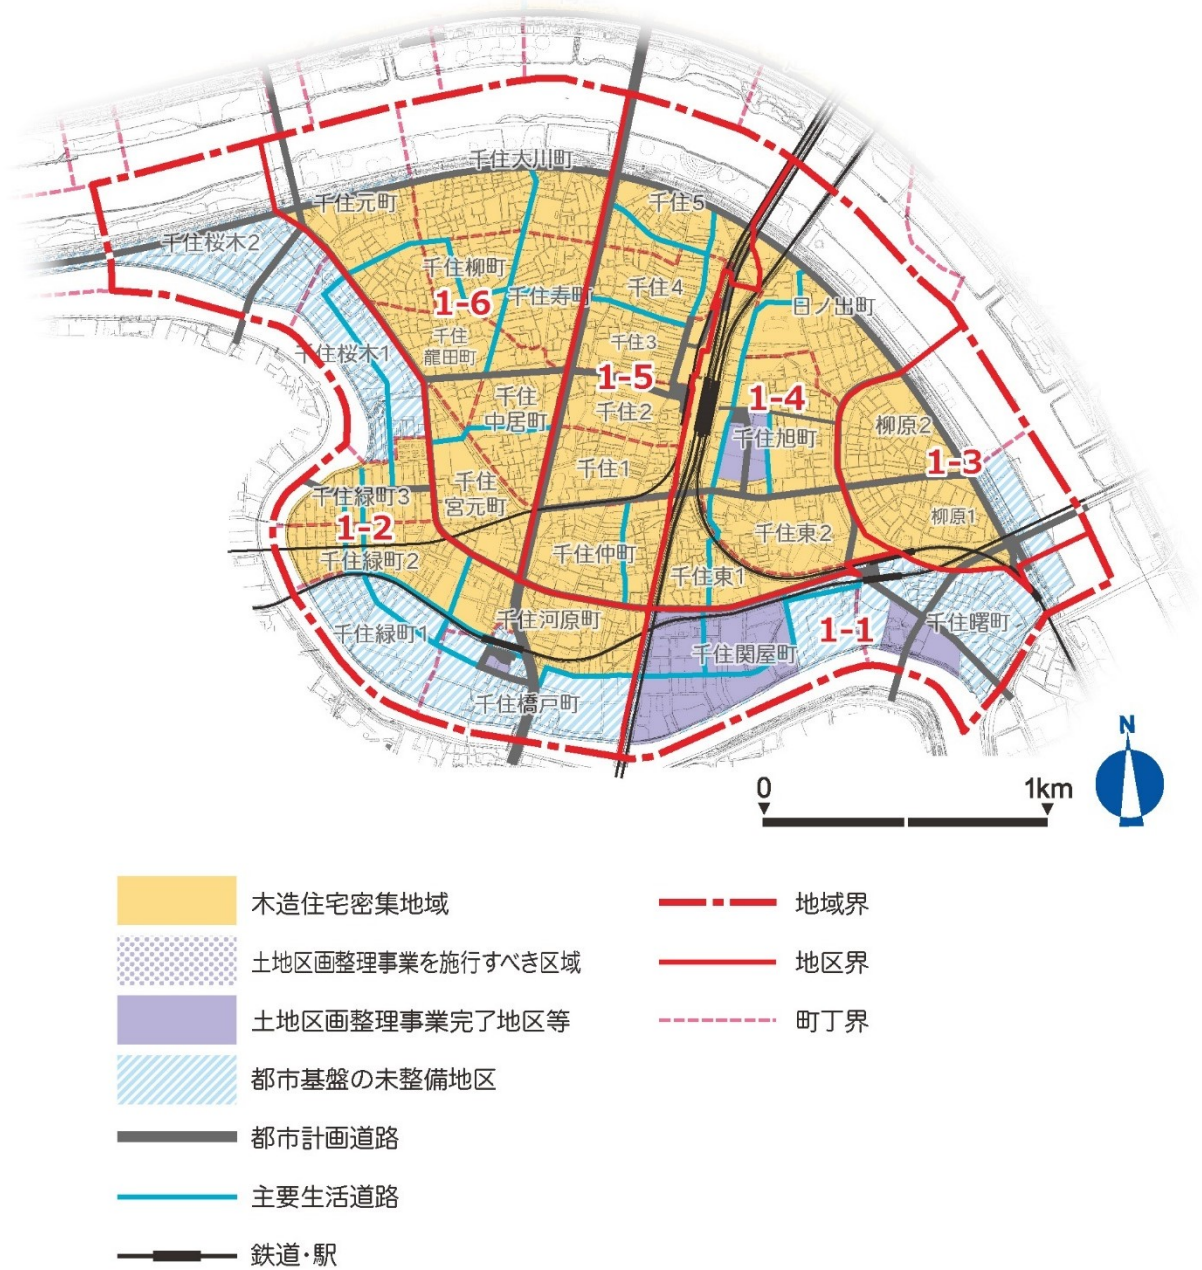 千住大川町
千住元町
千住5
千住桜木2
千住柳町
1-6
千住寿町
千住4
日ノ出町
千住桜木1
千住
龍田町
千住3
1-5
千住
中居町
千住2
1-4
千住旭町
柳原2
1-3
千住1
千住緑町3
千住
宮元町
1-2
柳原1
千住東2
千住緑町2
千住仲町
千住東1
千住緑町1
千住河原町
1-1
千住曙町
千住関屋町
千住橋戸町
N
0
1km
木造住宅密集地域
地域界
土地区画整理事業を施行すべき区域
地区界
土地区画整理事業完了地区等
町丁界
都市基盤の未整備地区
都市計画道路
主要生活道路
鉄道・駅